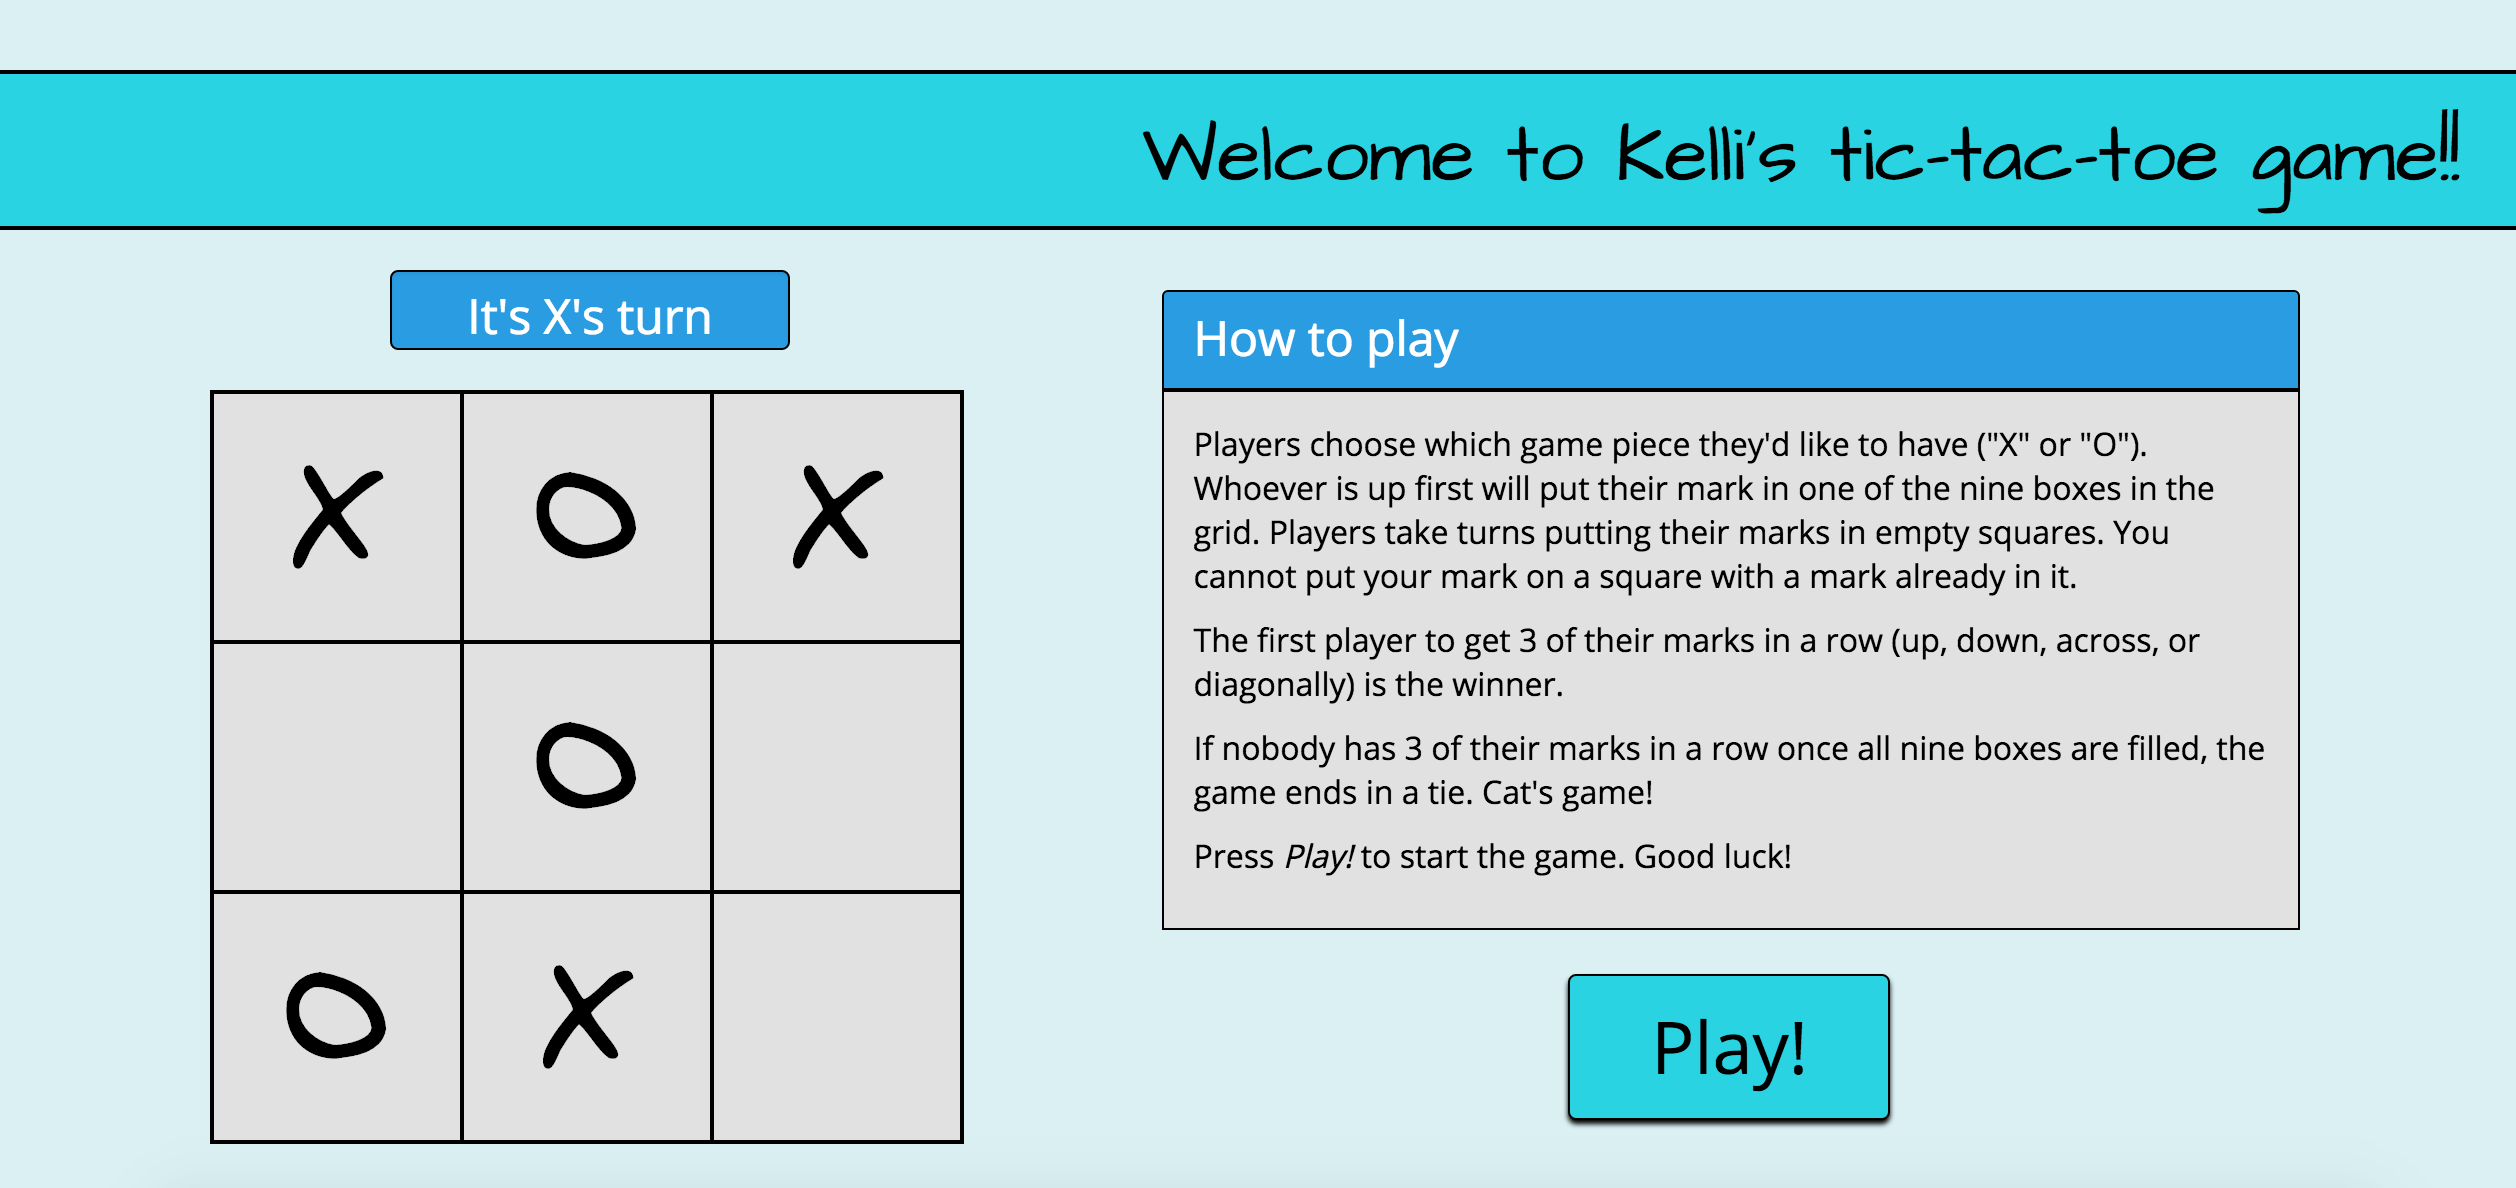 Welcome to Kelli's tic-tac-toe game!!
It's X's turn
X O X
O
O X
How to play
Players choose which game piece they'd like to have ("X" or "O").
Whoever is up first will put their mark in one of the nine boxes in the
grid. Players take turns putting their marks in empty squares. You
cannot put your mark on a square with a mark already in it.
The first player to get 3 of their marks in a row (up, down, across, or
diagonally) is the winner.
If nobody has 3 of their marks in a row once all nine boxes are filled, the
game ends in a tie. Cat's game!
Press Play! to start the game. Good luck!
Play!